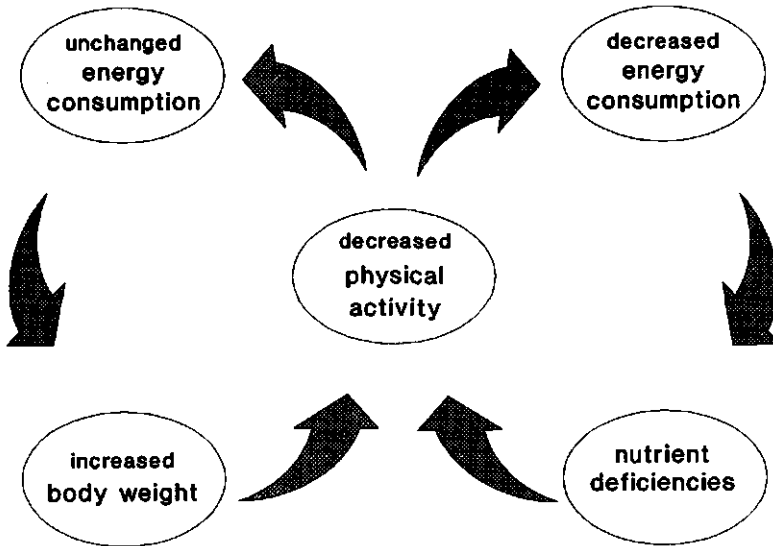 unchanged
energy
consumption
decreased
energy
consumption
decreased
physical
activity
increased
body weight
nutrient
deficiencies